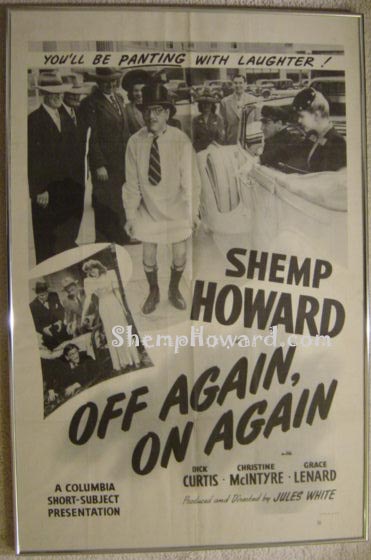 YOU'LL BE PANTING WITH LAUGHTER!
SHEMP
HOWARD
ShempHoward.com
OFF AGAIN,
ON AGAIN
with
DICK CURTIS · CHRISTINE McINTYRE · GRACE LENARD
Produced and Directed by JULES WHITE
A COLUMBIA
SHORT-SUBJECT
PRESENTATION